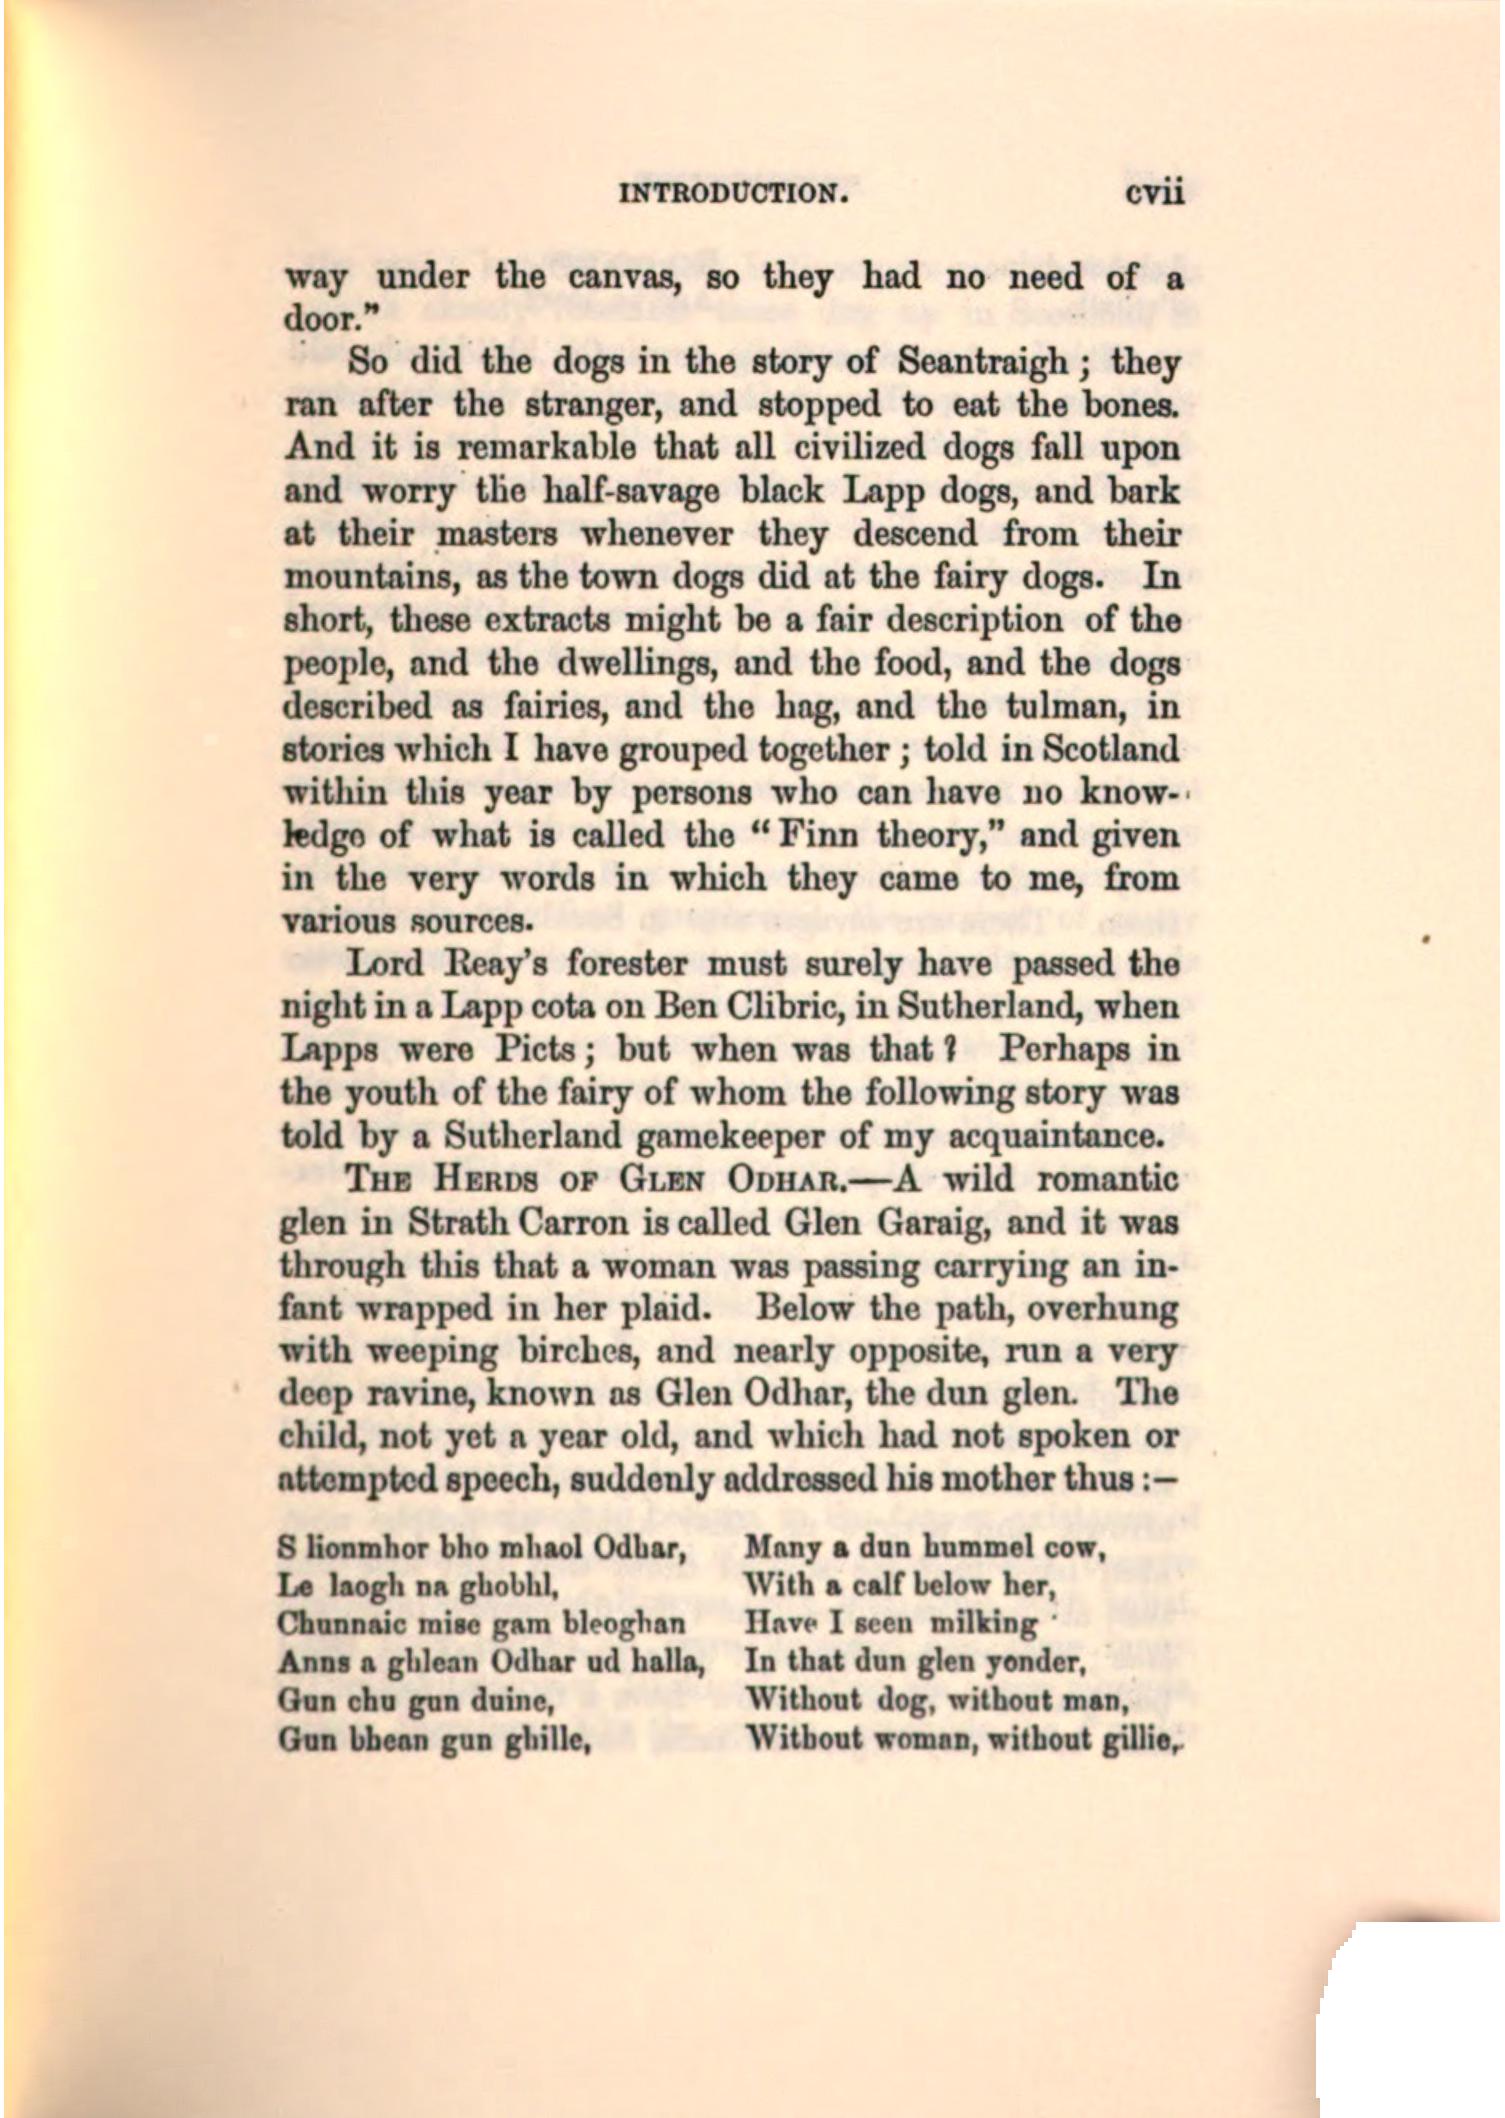 INTRODUCTION. cvii
way under the canvas, so they had no need of a
door.”
So did the dogs in the story of Seantraigh ; they
ran after the stranger, and stopped to eat the bones.
And it is remarkable that all civilized dogs fall upon
and worry the half-savage black Lapp dogs, and bark
at their masters whenever they descend from their
mountains, as the town dogs did at the fairy dogs. In
short, these extracts might be a fair description of the
people, and the dwellings, and the food, and the dogs
described as fairies, and the hag, and the tulman, in
stories which I have grouped together ; told in Scotland
within this year by persons who can have no know-
ledge of what is called the “ Finn theory,” and given
in the very words in which they came to me, from
various sources.
Lord Reay’s forester must surely have passed the
night in a Lapp cota on Ben Clibric, in Sutherland, when
Lapps were Picts ; but when was that ? Perhaps in
the youth of the fairy of whom the following story was
told by a Sutherland gamekeeper of my acquaintance.
THE HERDS OF GLEN ODHAR.—A wild romantic
glen in Strath Carron is called Glen Garaig, and it was
through this that a woman was passing carrying an in-
fant wrapped in her plaid. Below the path, overhung
with weeping birches, and nearly opposite, run a very
deep ravine, known as Glen Odhar, the dun glen. The
child, not yet a year old, and which had not spoken or
attempted speech, suddenly addressed his mother thus :—
S lionmhor bho mhaol Odhar, Many a dun hummel cow,
Le laogh na ghobhl, With a calf below her,
Chunnaic mise gam bleoghan Have I seen milking
Anns a ghlean Odhar ud halla, In that dun glen yonder,
Gun chu gun duine, Without dog, without man,
Gun bhean gun ghille, Without woman, without gillie,